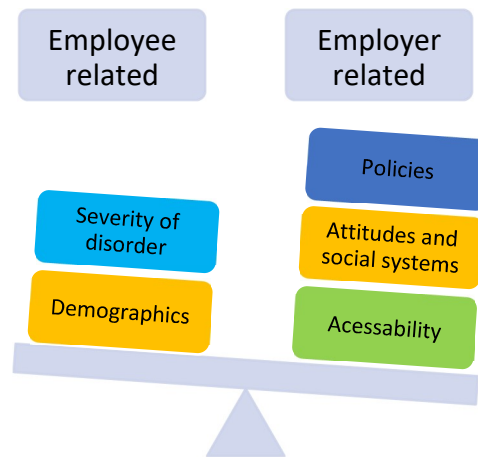 Employee
related
Employer
related
Policies
Severity of
disorder
Attitudes and
social systems
Demographics
Acessability